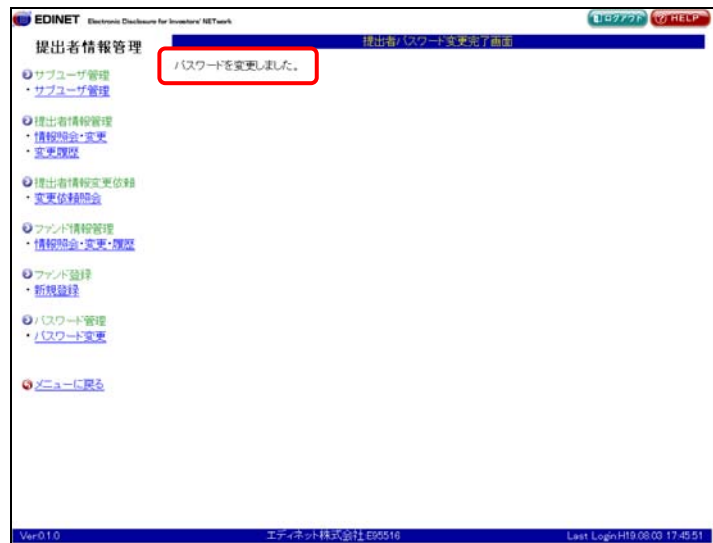 EDINET Electronic Disclosure for Investors' NETwork
ログアウト
HELP
提出者情報管理
提出者パスワード変更完了画面
パスワードを変更しました。
サブユーザ管理
・サブユーザ管理
提出者情報管理
・情報照会・変更
・変更履歴
提出者情報変更依頼
・変更依頼照会
ファンド情報管理
・情報照会・変更・履歴
ファンド登録
・新規登録
パスワード管理
・パスワード変更
メニューに戻る
Ver0.1.0
エディネット株式会社 E95516
Last Login:H19.08.03 17:45:51